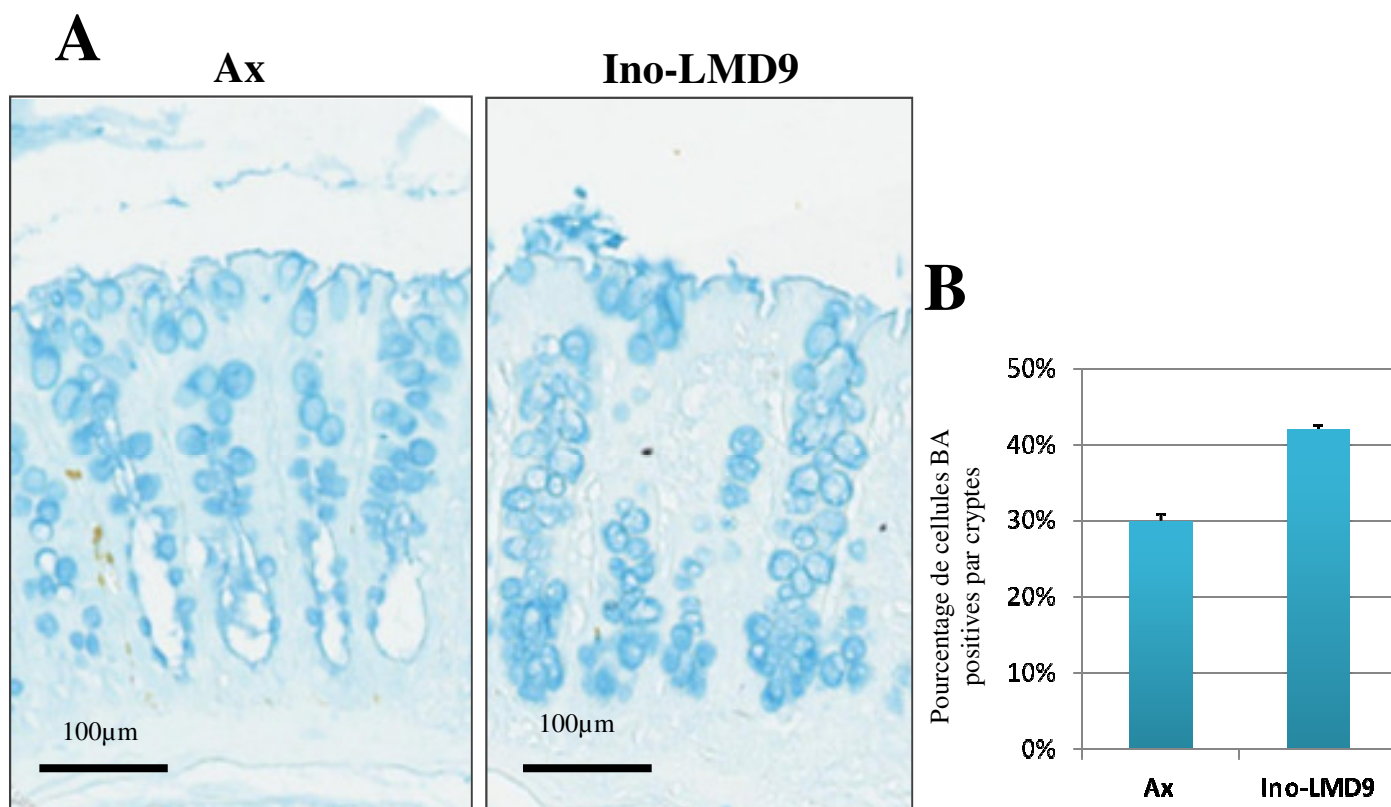 A
Ax
Ino-LMD9
100µm
100µm
B
Pourcentage de cellules BA
positives par cryptes
50%
40%
30%
20%
10%
0%
Ax
Ino-LMD9